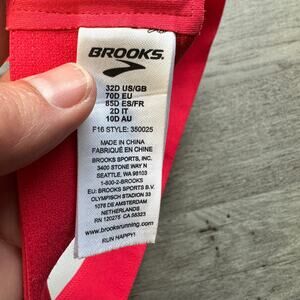 BROOKS
32D US/GB
70D EU
85D ES/FR
2D IT
10D AU
F16 STYLE: 350025
MADE IN CHINA
FABRIQUÉ EN CHINE
BROOKS SPORTS, INC.
3400 STONE WAY N
SEATTLE, WA 98103
1-800-2-BROOKS
EU: BROOKS SPORTS B.V.
OLYMPISCH STADION 33
1076 DE AMSTERDAM
NETHERLANDS
RN 120275 CA 56323
www.brooksrunning.com
RUN HAPPY!